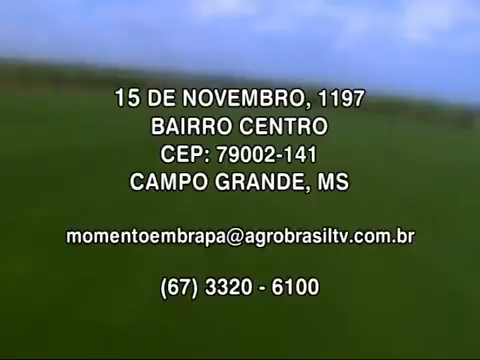 15 DE NOVEMBRO, 1197
BAIRRO CENTRO
CEP: 79002-141
CAMPO GRANDE, MS
momentoembrapa@agrobrasiltv.com.br
(67) 3320 - 6100